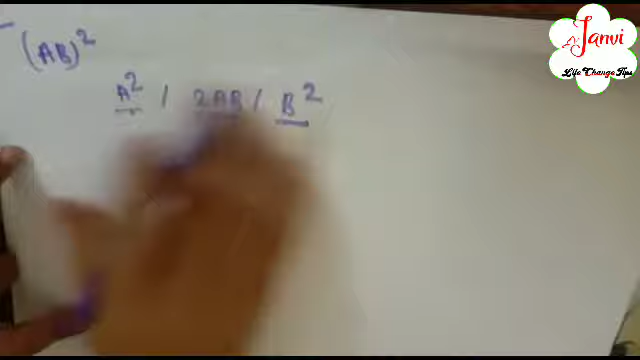 (AB)²
A² / 2AB / B²
Janvi
Life Change Tips